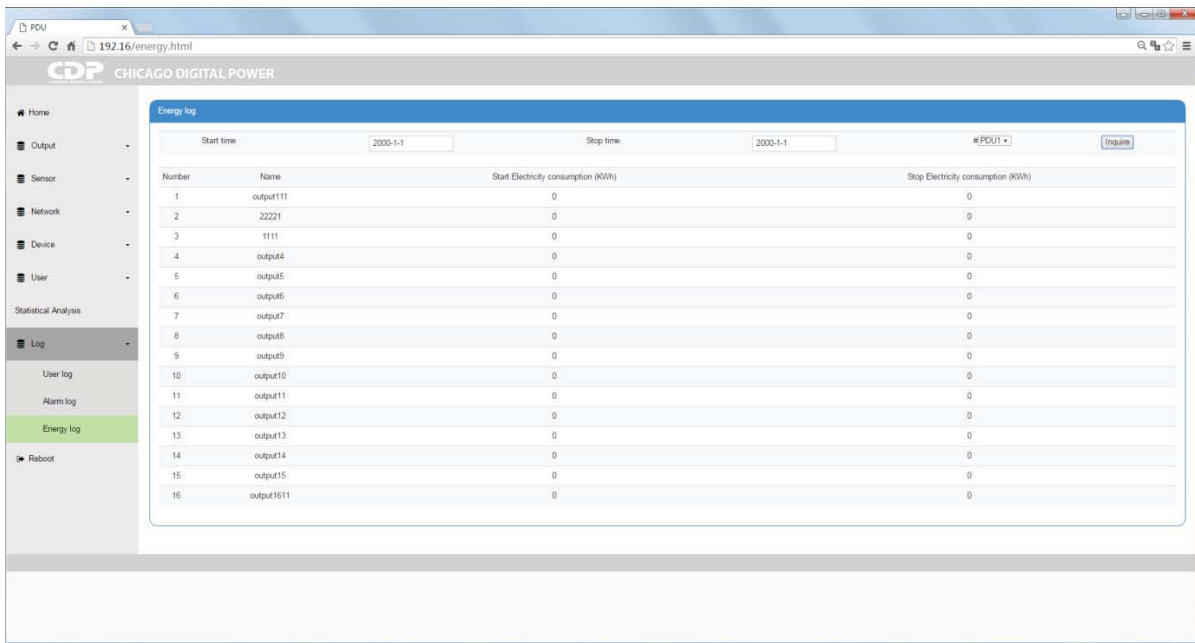 PDU
192.16/energy.html
CDP CHICAGO DIGITAL POWER
Home
Output
Sensor
Network
Device
User
Statistical Analysis
Log
User log
Alarm log
Energy log
Reboot
Energy log
Start time 2000-1-1 Stop time 2000-1-1 # PDU1 Inquire
Number Name Start Electricity consumption (KWh) Stop Electricity consumption (KWh)
1 output111 0 0
2 22221 0 0
3 1111 0 0
4 output4 0 0
5 output5 0 0
6 output6 0 0
7 output7 0 0
8 output8 0 0
9 output9 0 0
10 output10 0 0
11 output11 0 0
12 output12 0 0
13 output13 0 0
14 output14 0 0
15 output15 0 0
16 output1611 0 0